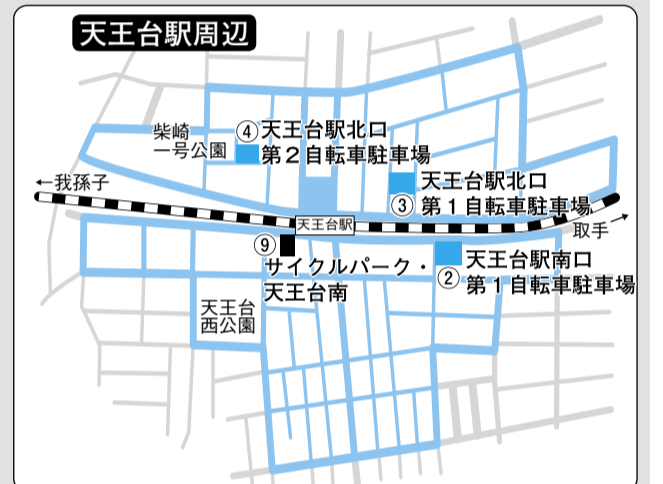 天王台駅周辺
柴崎
一号公園
④
天王台駅北口
第2自転車駐車場
天王台駅北口
③
第1自転車駐車場
←我孫子
天王台駅
取手
⑨
サイクルパーク・
天王台南
天王台駅南口
②
第1自転車駐車場
天王台
西公園